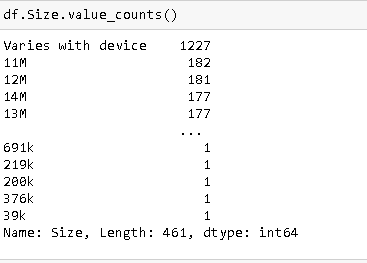 df.Size.value_counts()
Varies with device    1227
11M                    182
12M                    181
14M                    177
13M                    177
                      ...
691k                     1
219k                     1
200k                     1
376k                     1
39k                      1
Name: Size, Length: 461, dtype: int64